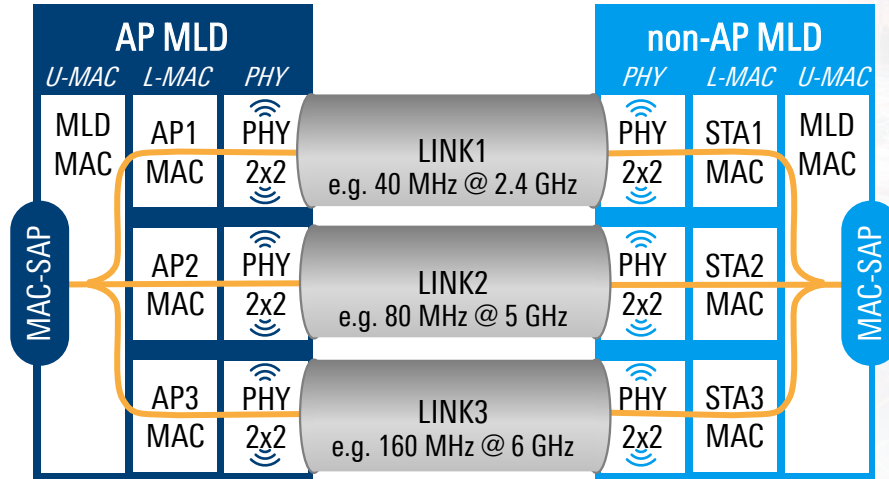 AP MLD
U-MAC L-MAC PHY
MLD
MAC
MAC-SAP
AP1
MAC
PHY
2x2
AP2
MAC
PHY
2x2
AP3
MAC
PHY
2x2
LINK1
e.g. 40 MHz @ 2.4 GHz
LINK2
e.g. 80 MHz @ 5 GHz
LINK3
e.g. 160 MHz @ 6 GHz
non-AP MLD
PHY L-MAC U-MAC
PHY
2x2
STA1
MAC
PHY
2x2
STA2
MAC
PHY
2x2
STA3
MAC
MLD
MAC
MAC-SAP